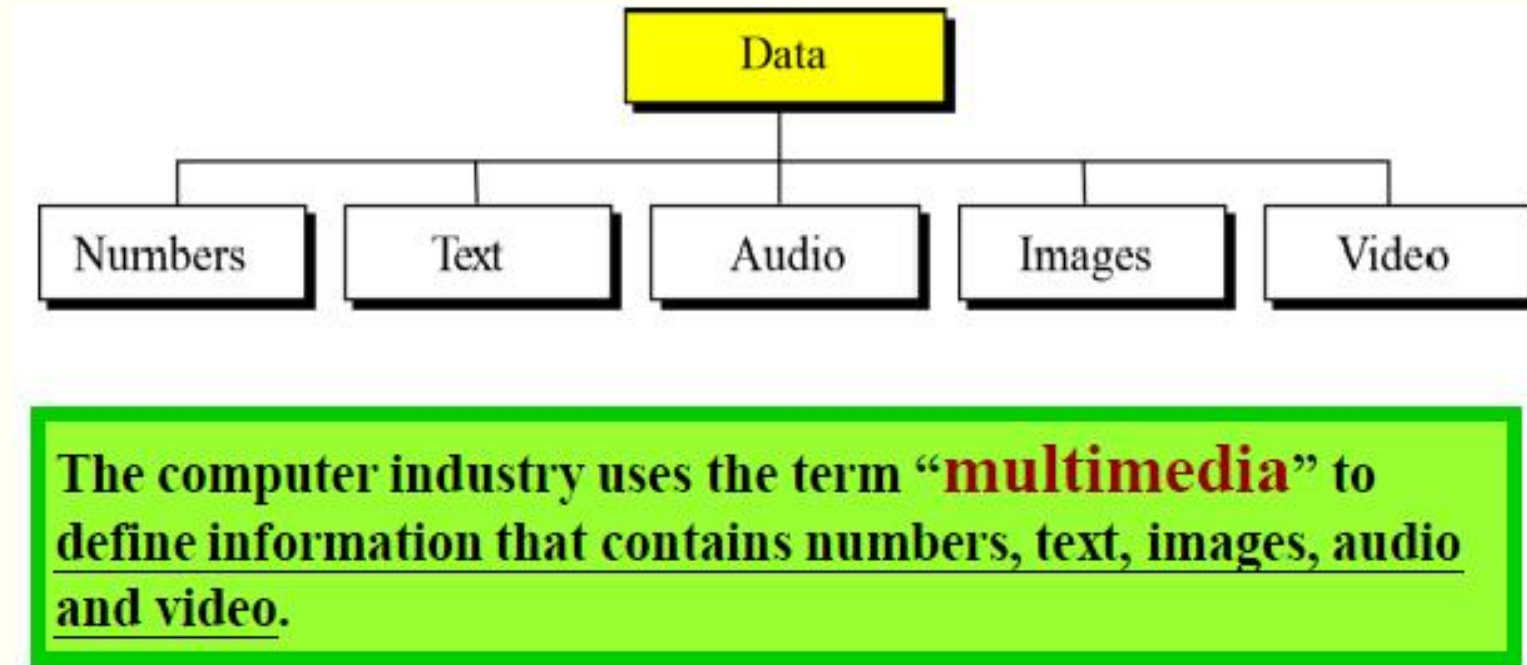 Data
Numbers Text Audio Images Video
The computer industry uses the term “multimedia” to
define information that contains numbers, text, images, audio
and video.